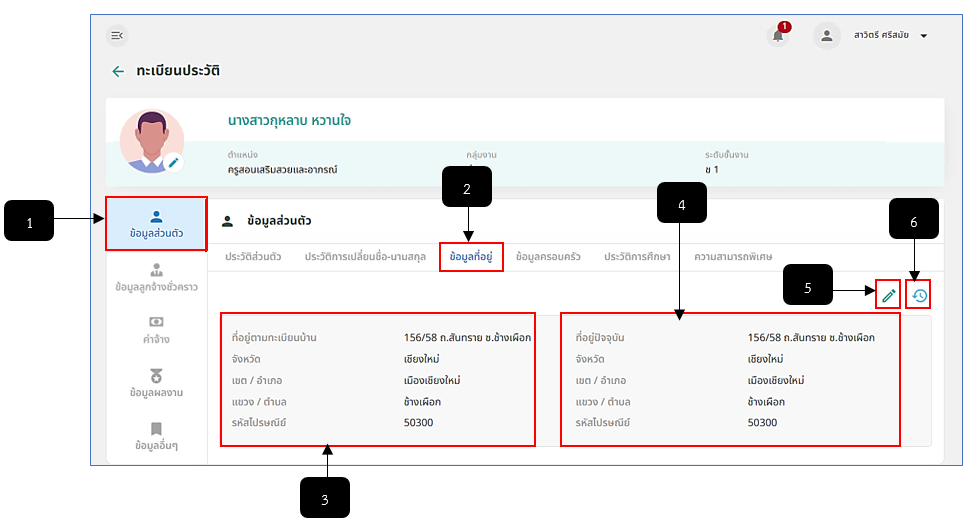 1
สาวิตรี ศรีสมัย
ทะเบียนประวัติ
นางสาวกุหลาบ หวานใจ
ตำแหน่ง กลุ่มงาน ระดับชั้นงาน
ครูสอนเสริมสวยและอาภรณ์ ข 1
2
4
6
1
ข้อมูลส่วนตัว
ข้อมูลส่วนตัว
ประวัติส่วนตัว ประวัติการเปลี่ยนชื่อ-นามสกุล ข้อมูลที่อยู่ ข้อมูลครอบครัว ประวัติการศึกษา ความสามารถพิเศษ
5
ข้อมูลลูกจ้างชั่วคราว
ค่าจ้าง
ข้อมูลผลงาน
ข้อมูลอื่นๆ
ที่อยู่ตามทะเบียนบ้าน 156/58 ถ.สันทราย ซ.ช้างเผือก
จังหวัด เชียงใหม่
เขต / อำเภอ เมืองเชียงใหม่
แขวง / ตำบล ช้างเผือก
รหัสไปรษณีย์ 50300
ที่อยู่ปัจจุบัน 156/58 ถ.สันทราย ซ.ช้างเผือก
จังหวัด เชียงใหม่
เขต / อำเภอ เมืองเชียงใหม่
แขวง / ตำบล ช้างเผือก
รหัสไปรษณีย์ 50300
3